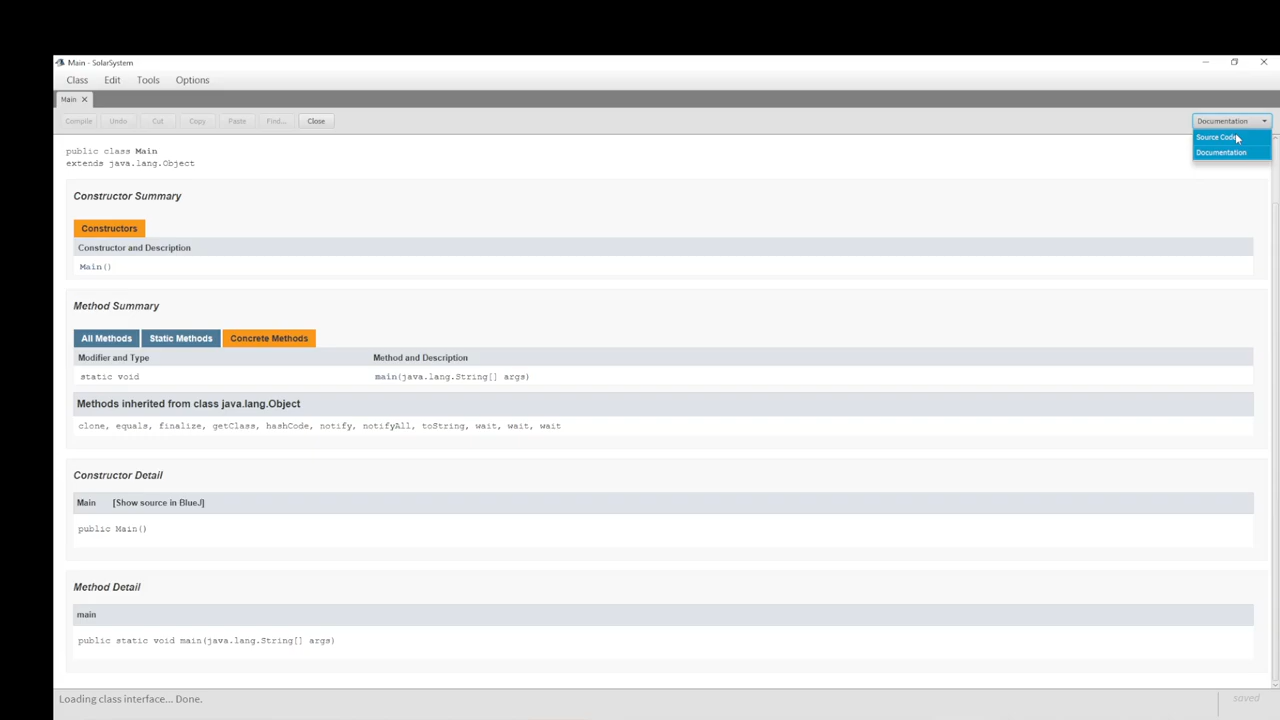 Main - SolarSystem
Class Edit Tools Options
Main
Compile Undo Cut Copy Paste Find... Close Documentation
Source Code
Documentation
public class Main
extends java.lang.Object
Constructor Summary
Constructors
Constructor and Description
Main()
Method Summary
All Methods Static Methods Concrete Methods
Modifier and Type Method and Description
static void main(java.lang.String[] args)
Methods inherited from class java.lang.Object
clone, equals, finalize, getClass, hashCode, notify, notifyAll, toString, wait, wait, wait
Constructor Detail
Main [Show source in BlueJ]
public Main()
Method Detail
main
public static void main(java.lang.String[] args)
Loading class interface... Done.
saved